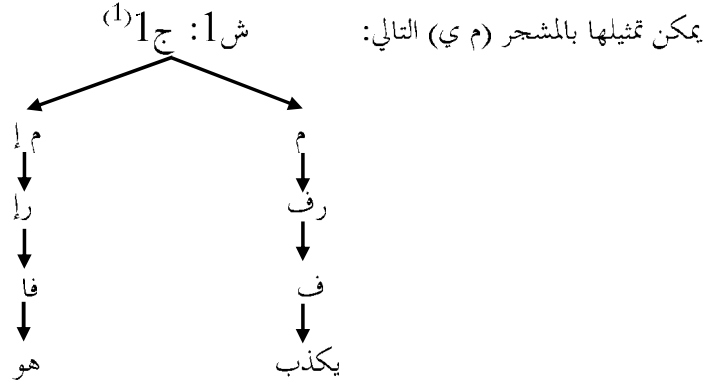 يمكن تمثيلها بالمشجر (م ي) التالي: ش1: ج1(1)
م م إ
رف رإ
ف فا
يكذب هو